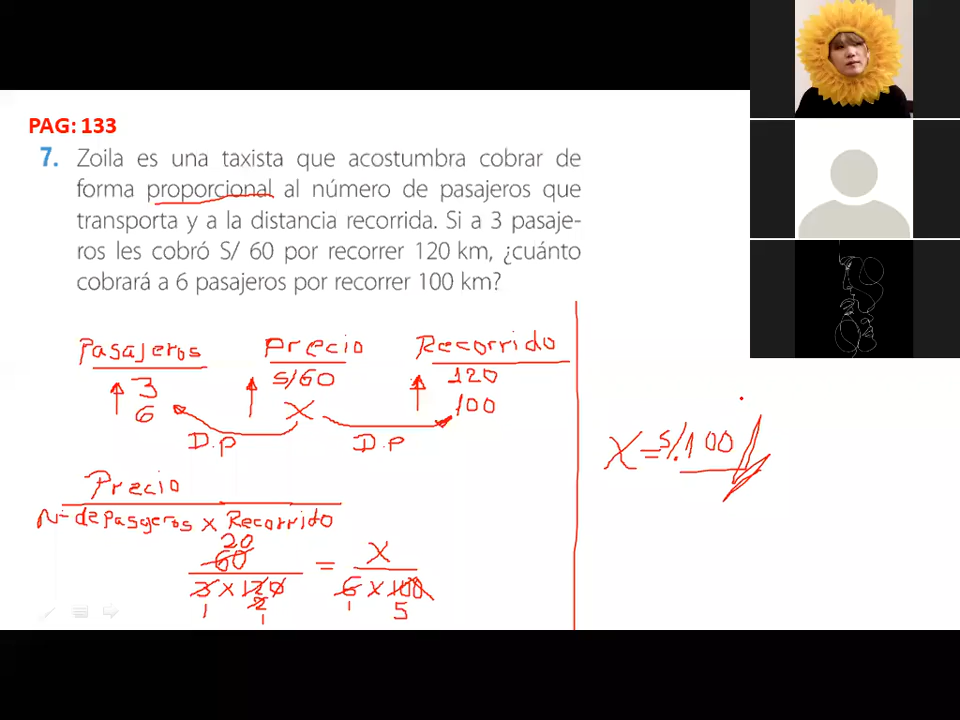 PAG: 133
7. Zoila es una taxista que acostumbra cobrar de
forma proporcional al número de pasajeros que
transporta y a la distancia recorrida. Si a 3 pasaje-
ros les cobró S/ 60 por recorrer 120 km, ¿cuánto
cobrará a 6 pasajeros por recorrer 100 km?
Pasajeros Precio Recorrido
3 S/60 120
6 X 100
D.P D.P
Precio
N- de Pasajeros x Recorrido
20
60 = X
3 x 120 6 x 100
1 2 1 5
1
X = S/.100